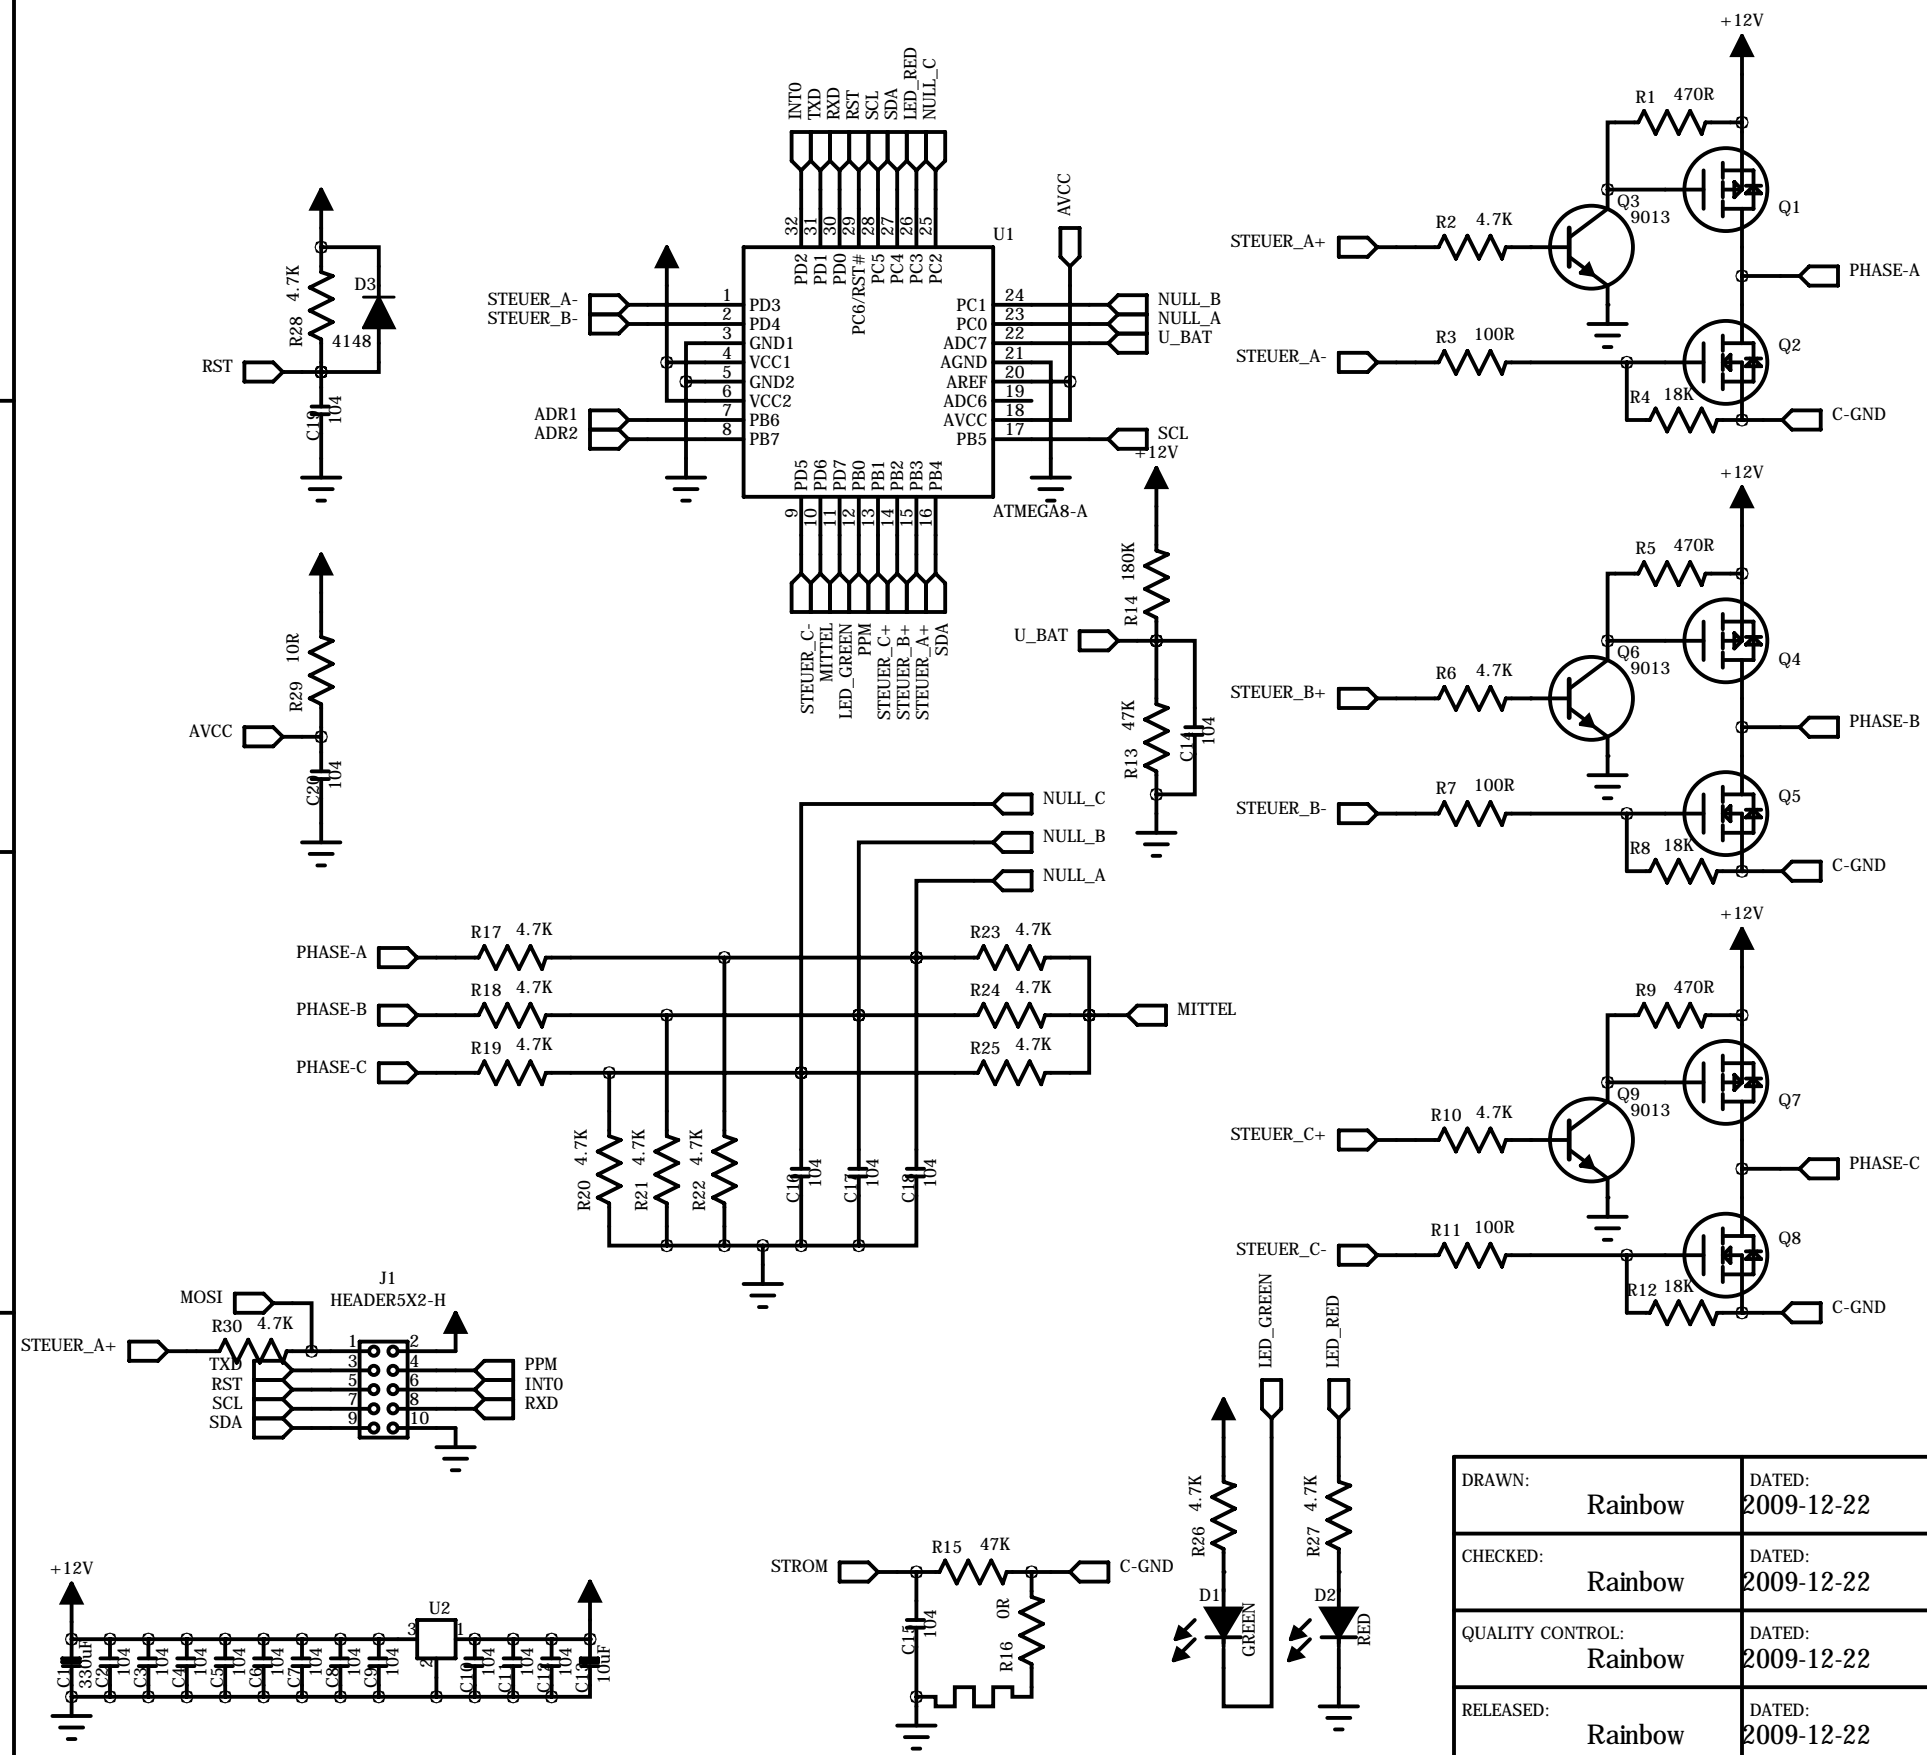 +12V
R1 470R
Q1
Q3
9013
R2 4.7K
STEUER_A+
PHASE-A
R3 100R
STEUER_A-
Q2
R4 18K
C-GND
+12V
R5 470R
Q4
Q6
9013
R6 4.7K
STEUER_B+
PHASE-B
R7 100R
STEUER_B-
Q5
R8 18K
C-GND
+12V
R9 470R
Q7
Q9
9013
R10 4.7K
STEUER_C+
PHASE-C
R11 100R
STEUER_C-
Q8
R12 18K
C-GND
INT0
TXD
RXD
RST
SCL
SDA
LED_RED
NULL_C
32
31
30
29
28
27
26
25
PD2
PD1
PD0
PC6/RST#
PC5
PC4
PC3
PC2
U1
AVCC
STEUER_A- 1 PD3
STEUER_B- 2 PD4
3 GND1
4 VCC1
5 GND2
6 VCC2
ADR1 7 PB6
ADR2 8 PB7
PC1 24 NULL_B
PC0 23 NULL_A
ADC7 22 U_BAT
AGND 21
AREF 20
ADC6 19
AVCC 18
PB5 17 SCL
PD5
PD6
PD7
PB0
PB1
PB2
PB3
PB4
9
10
11
12
13
14
15
16
ATMEGA8-A
STEUER_C-
MITTEL
LED_GREEN
PPM
STEUER_C+
STEUER_B+
STEUER_A+
SDA
R28 4.7K
D3
4148
RST
C19
104
R29 10R
AVCC
C20
104
+12V
R14 180K
U_BAT
R13 47K
C14
104
NULL_C
NULL_B
NULL_A
PHASE-A
R17 4.7K
R23 4.7K
PHASE-B
R18 4.7K
R24 4.7K
MITTEL
PHASE-C
R19 4.7K
R25 4.7K
R20 4.7K
R21 4.7K
R22 4.7K
C16
104
C17
104
C18
104
J1
HEADER5X2-H
MOSI
R30 4.7K
STEUER_A+
1 2
TXD 3 4 PPM
RST 5 6 INT0
SCL 7 8 RXD
SDA 9 10
+12V
U2
3
1
2
C1
330uF
C2
104
C3
104
C4
104
C5
104
C6
104
C7
104
C8
104
C9
104
C10
104
C11
104
C12
104
C13
10uF
STROM
R15 47K
C-GND
C15
104
R16 0R
LED_GREEN
LED_RED
R26 4.7K
R27 4.7K
D1
GREEN
D2
RED
DRAWN:
Rainbow
DATED:
2009-12-22
CHECKED:
Rainbow
DATED:
2009-12-22
QUALITY CONTROL:
Rainbow
DATED:
2009-12-22
RELEASED:
Rainbow
DATED:
2009-12-22